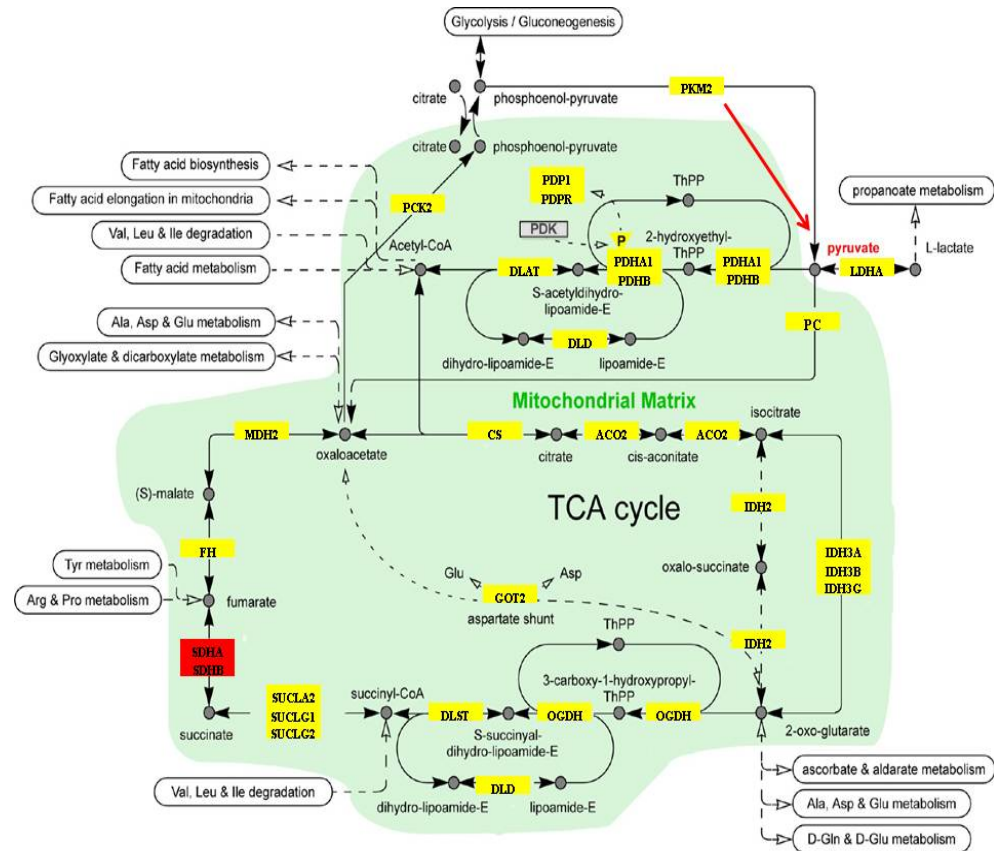 Glycolysis / Gluconeogenesis
citrate
phosphoenol-pyruvate
PKM2
citrate
phosphoenol-pyruvate
Fatty acid biosynthesis
Fatty acid elongation in mitochondria
Val, Leu & Ile degradation
Fatty acid metabolism
PCK2
Acetyl-CoA
PDP1
PDPR
PDK
P
ThPP
2-hydroxyethyl-
ThPP
propanoate metabolism
pyruvate
L-lactate
LDHA
DLAT
PDHA1
PDHB
PDHA1
PDHB
S-acetyldihydro-
lipoamide-E
PC
DLD
dihydro-lipoamide-E
lipoamide-E
Ala, Asp & Glu metabolism
Glyoxylate & dicarboxylate metabolism
Mitochondrial Matrix
isocitrate
MDH2
oxaloacetate
CS
citrate
ACO2
cis-aconitate
ACO2
(S)-malate
TCA cycle
IDH2
FH
IDH3A
IDH3B
IDH3G
oxalo-succinate
Tyr metabolism
Arg & Pro metabolism
fumarate
Glu
Asp
GOT2
aspartate shunt
IDH2
SDHA
SDHB
ThPP
3-carboxy-1-hydroxypropyl-
ThPP
succinate
SUCLA2
SUCLG1
SUCLG2
succinyl-CoA
DLST
OGDH
OGDH
2-oxo-glutarate
S-succinyal-
dihydro-lipoamide-E
DLD
dihydro-lipoamide-E
lipoamide-E
Val, Leu & Ile degradation
ascorbate & aldarate metabolism
Ala, Asp & Glu metabolism
D-Gln & D-Glu metabolism